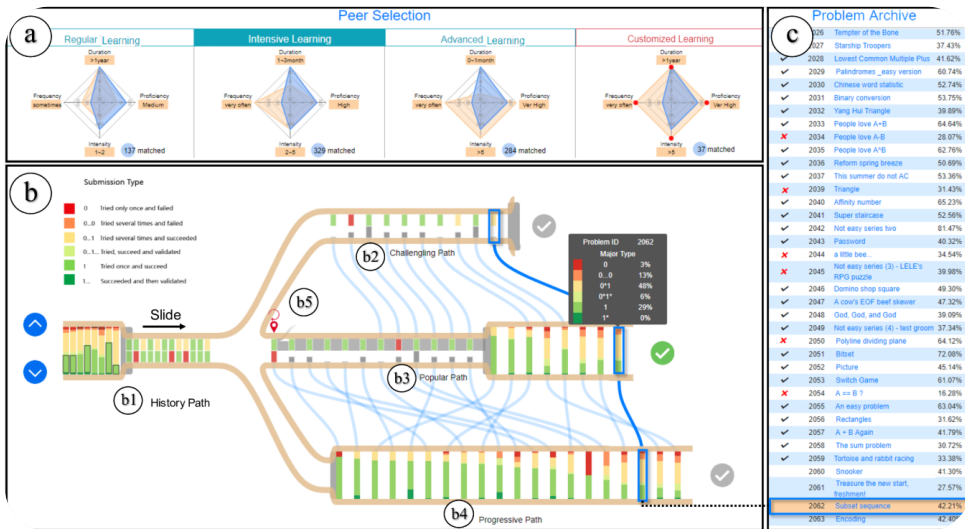 a
Peer Selection
Regular Learning
Intensive Learning
Advanced Learning
Customized Learning
Duration
>1year
Frequency
sometimes
Proficiency
Medium
Intensity
1~2
137 matched
Duration
1~3month
Frequency
very often
Proficiency
High
Intensity
2~5
329 matched
Duration
0~1month
Frequency
very often
Proficiency
Ver High
Intensity
>5
284 matched
Duration
>1year
Frequency
very often
Proficiency
Ver High
Intensity
>5
37 matched
b
Submission Type
0 Tried only once and failed
0...0 Tried several times and failed
0...1 Tried several times and succeeded
0...1... Tried, succeed and validated
1 Tried once and succeed
1... Succeeded and then validated
Slide
b1
History Path
b2
Challengling Path
b5
b3
Popular Path
b4
Progressive Path
Problem ID 2062
Major Type
0 3%
0...0 13%
0*1 48%
0*1* 6%
1 29%
1* 0%
c
Problem Archive
2026 Tempter of the Bone 51.76%
2027 Starship Troopers 37.43%
2028 Lowest Common Multiple Plus 41.62%
2029 Palindromes _easy version 60.74%
2030 Chinese word statistic 52.74%
2031 Binary conversion 53.75%
2032 Yang Hui Triangle 39.89%
2033 People love A+B 64.64%
2034 People love A-B 28.07%
2035 People love A^B 62.76%
2036 Reform spring breeze 50.69%
2037 This summer do not AC 53.36%
2039 Triangle 31.43%
2040 Affinity number 65.23%
2041 Super staircase 52.56%
2042 Not easy series two 81.47%
2043 Password 40.32%
2044 a little bee... 34.54%
2045 Not easy series (3) - LELE's
RPG puzzle 39.98%
2046 Domino shop square 49.30%
2047 A cow's EOF beef skewer 47.32%
2048 God, God, and God 39.09%
2049 Not easy series (4) - test groom 37.34%
2050 Polyline dividing plane 64.12%
2051 Bitset 72.08%
2052 Picture 45.14%
2053 Switch Game 61.07%
2054 A == B ? 16.28%
2055 An easy problem 63.04%
2056 Rectangles 31.62%
2057 A + B Again 41.79%
2058 The sum problem 30.72%
2059 Tortoise and rabbit racing 33.38%
2060 Snooker 41.30%
2061 Treasure the new start,
freshmen! 27.57%
2062 Subset sequence 42.21%
2063 Encoding 42.40%